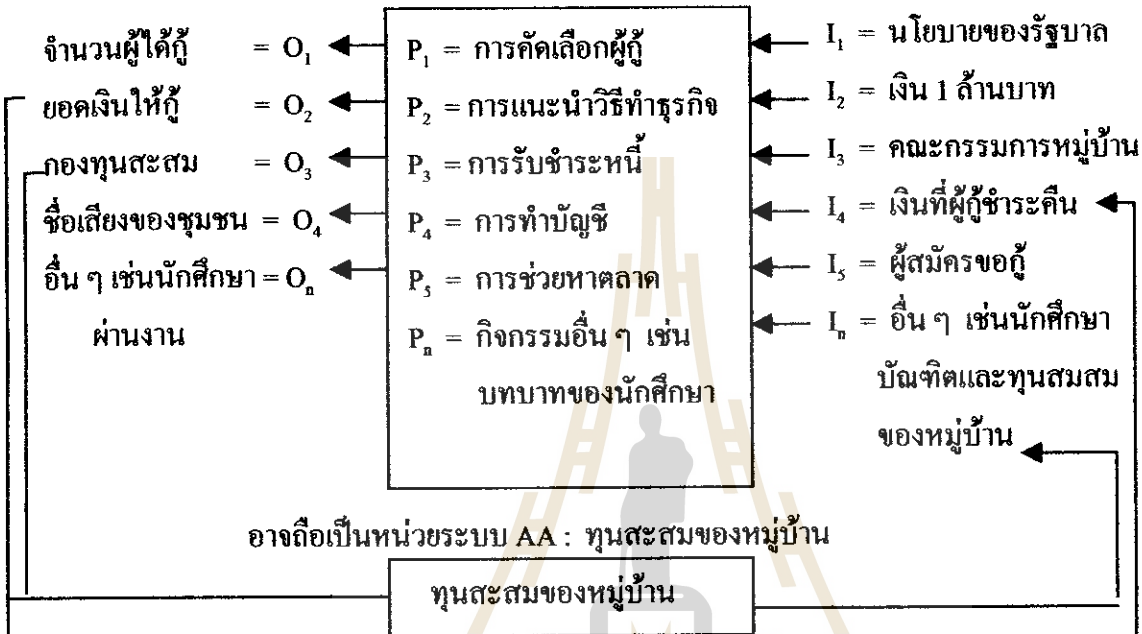 จำนวนผู้ได้กู้ = O₁
ยอดเงินให้กู้ = O₂
กองทุนสะสม = O₃
ชื่อเสียงของชุมชน = O₄
อื่น ๆ เช่นนักศึกษา = Oₙ
ผ่านงาน
P₁ = การคัดเลือกผู้กู้
P₂ = การแนะนำวิธีทำธุรกิจ
P₃ = การรับชำระหนี้
P₄ = การทำบัญชี
P₅ = การช่วยหาตลาด
Pₙ = กิจกรรมอื่น ๆ เช่น
บทบาทของนักศึกษา
I₁ = นโยบายของรัฐบาล
I₂ = เงิน 1 ล้านบาท
I₃ = คณะกรรมการหมู่บ้าน
I₄ = เงินที่ผู้กู้ชำระคืน
I₅ = ผู้สมัครขอกู้
Iₙ = อื่น ๆ เช่นนักศึกษา
บัณฑิตและทุนสมสม
ของหมู่บ้าน
อาจถือเป็นหน่วยระบบ AA : ทุนสะสมของหมู่บ้าน
ทุนสะสมของหมู่บ้าน